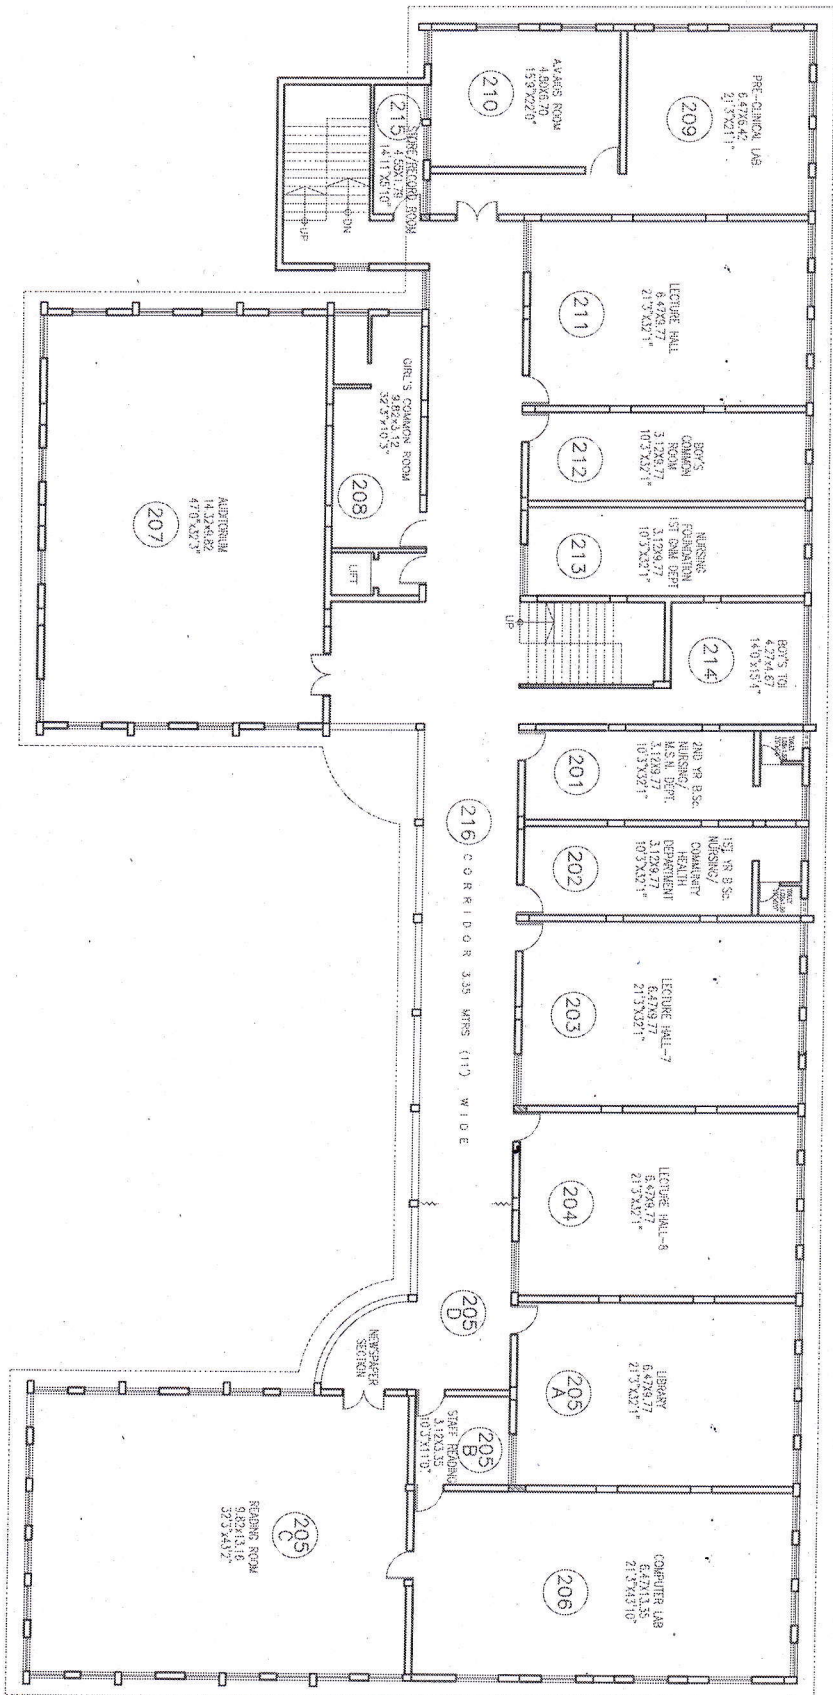 PRE-CLINICAL LAB
6.47X6.42
21'3"X21'1"
209
A.V.AIDS ROOM
4.80X6.70
15'9"X22'0"
210
STORE/RECORD ROOM
4.55X1.79
14'11"X5'10"
215
DN
UP
LECTURE HALL
6.47X9.77
21'3"X32'1"
211
BOY'S
COMMON
ROOM
3.12X9.77
10'3"X32'1"
212
NURSING
FOUNDATION
1ST GNM DEPT
3.12X9.77
10'3"X32'1"
213
GIRL'S COMMON ROOM
9.82x3.12
32'3"x10'3"
208
LIFT
AUDITORIUM
14.32x9.82
47'0"x32'3"
207
UP
BOY'S TOI
4.27x4.67
14'0"X15'4"
214
2ND YR B.Sc.
NURSING/
M.S.N. DEPT.
3.12X9.77
10'3"X32'1"
201
1ST YR B.Sc.
NURSING/
COMMUNITY
HEALTH
DEPARTMENT
3.12X9.77
10'3"X32'1"
202
TOILET
TOILET
216 CORRIDOR 3.35 MTRS (11') WIDE
LECTURE HALL-7
6.47X9.77
21'3"X32'1"
203
LECTURE HALL-8
6.47X9.77
21'3"X32'1"
204
205
D
NEWSPAPER
SECTION
LIBRARY
6.47X9.77
21'3"X32'1"
205
A
205
B
STAFF READING
3.12X3.35
10'3"X11'0"
READING ROOM
9.82x13.16
32'3"x43'2"
205
C
COMPUTER LAB
6.47X13.35
21'3"X43'10"
206